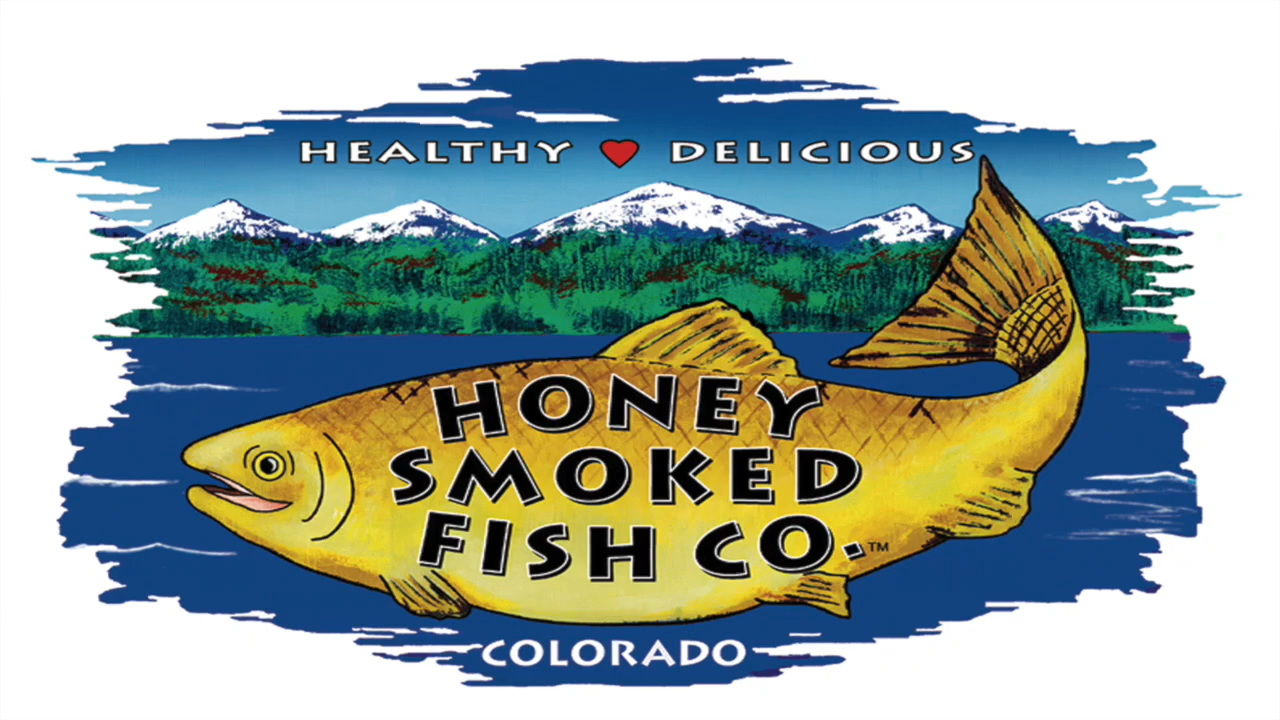 HEALTHY ♥ DELICIOUS
HONEY
SMOKED
FISH CO.™
COLORADO